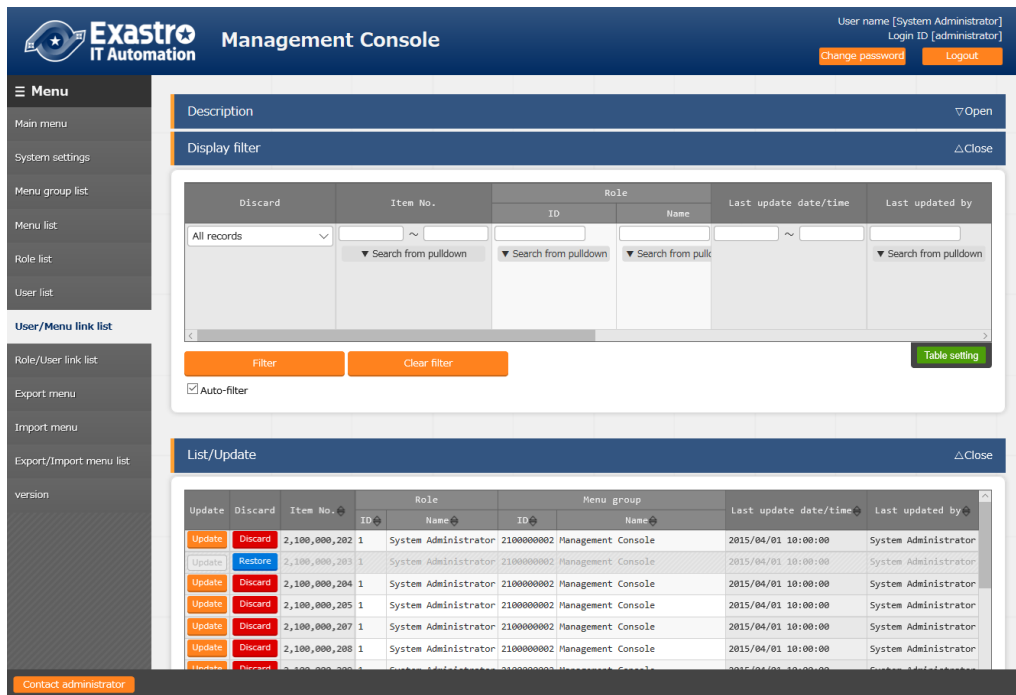 Exastro
IT Automation
Management Console
User name [System Administrator]
Login ID [administrator]
Change password
Logout
☰ Menu
Main menu
System settings
Menu group list
Menu list
Role list
User list
User/Menu link list
Role/User link list
Export menu
Import menu
Export/Import menu list
version
Description ▽Open
Display filter △Close
Discard Item No. Role Last update date/time Last updated by
ID Name
All records ~ ~
▼ Search from pulldown ▼ Search from pulldown ▼ Search from pulld ▼ Search from pulldown
Filter Clear filter Table setting
Auto-filter
List/Update △Close
Update Discard Item No. Role Menu group Last update date/time Last updated by
ID Name ID Name
Update Discard 2,100,000,202 1 System Administrator 2100000002 Management Console 2015/04/01 10:00:00 System Administrator
Update Restore 2,100,000,203 1 System Administrator 2100000002 Management Console 2015/04/01 10:00:00 System Administrator
Update Discard 2,100,000,204 1 System Administrator 2100000002 Management Console 2015/04/01 10:00:00 System Administrator
Update Discard 2,100,000,205 1 System Administrator 2100000002 Management Console 2015/04/01 10:00:00 System Administrator
Update Discard 2,100,000,207 1 System Administrator 2100000002 Management Console 2015/04/01 10:00:00 System Administrator
Update Discard 2,100,000,208 1 System Administrator 2100000002 Management Console 2015/04/01 10:00:00 System Administrator
Contact administrator